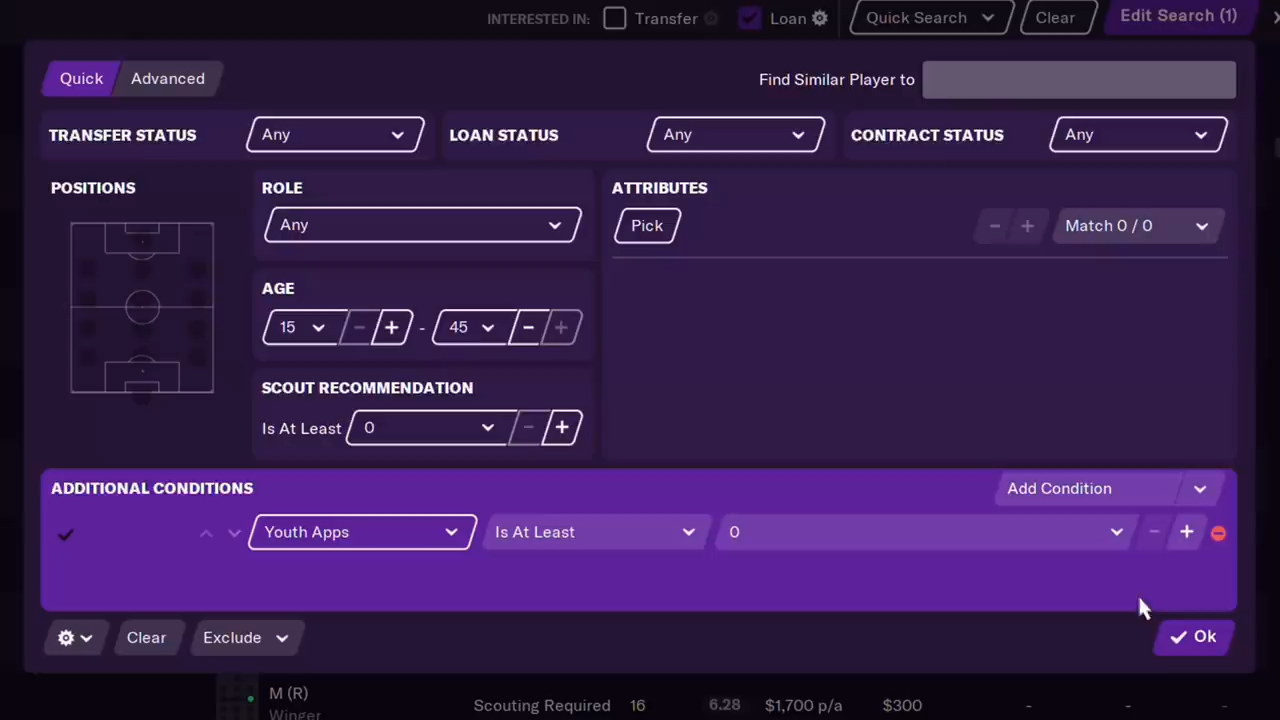 INTERESTED IN: Transfer Loan Quick Search Clear Edit Search (1)
Quick Advanced Find Similar Player to
TRANSFER STATUS Any LOAN STATUS Any CONTRACT STATUS Any
POSITIONS ROLE ATTRIBUTES
Any Pick Match 0 / 0
AGE
15 - 45
SCOUT RECOMMENDATION
Is At Least 0
ADDITIONAL CONDITIONS Add Condition
Youth Apps Is At Least 0
Clear Exclude Ok
M (R)
Winger Scouting Required 16 6.28 $1,700 p/a $300 - - -